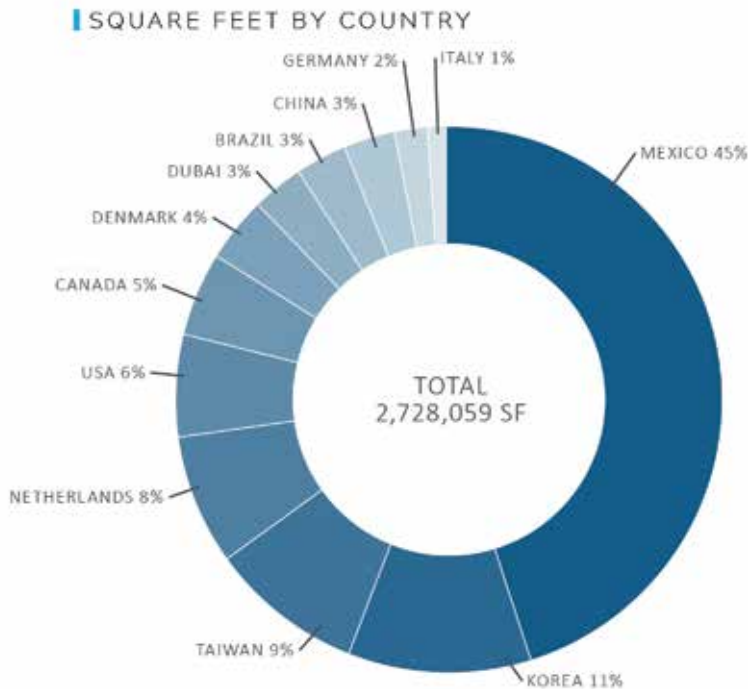 SQUARE FEET BY COUNTRY
GERMANY 2%
ITALY 1%
CHINA 3%
BRAZIL 3%
MEXICO 45%
DUBAI 3%
DENMARK 4%
CANADA 5%
USA 6%
TOTAL
2,728,059 SF
NETHERLANDS 8%
TAIWAN 9%
KOREA 11%